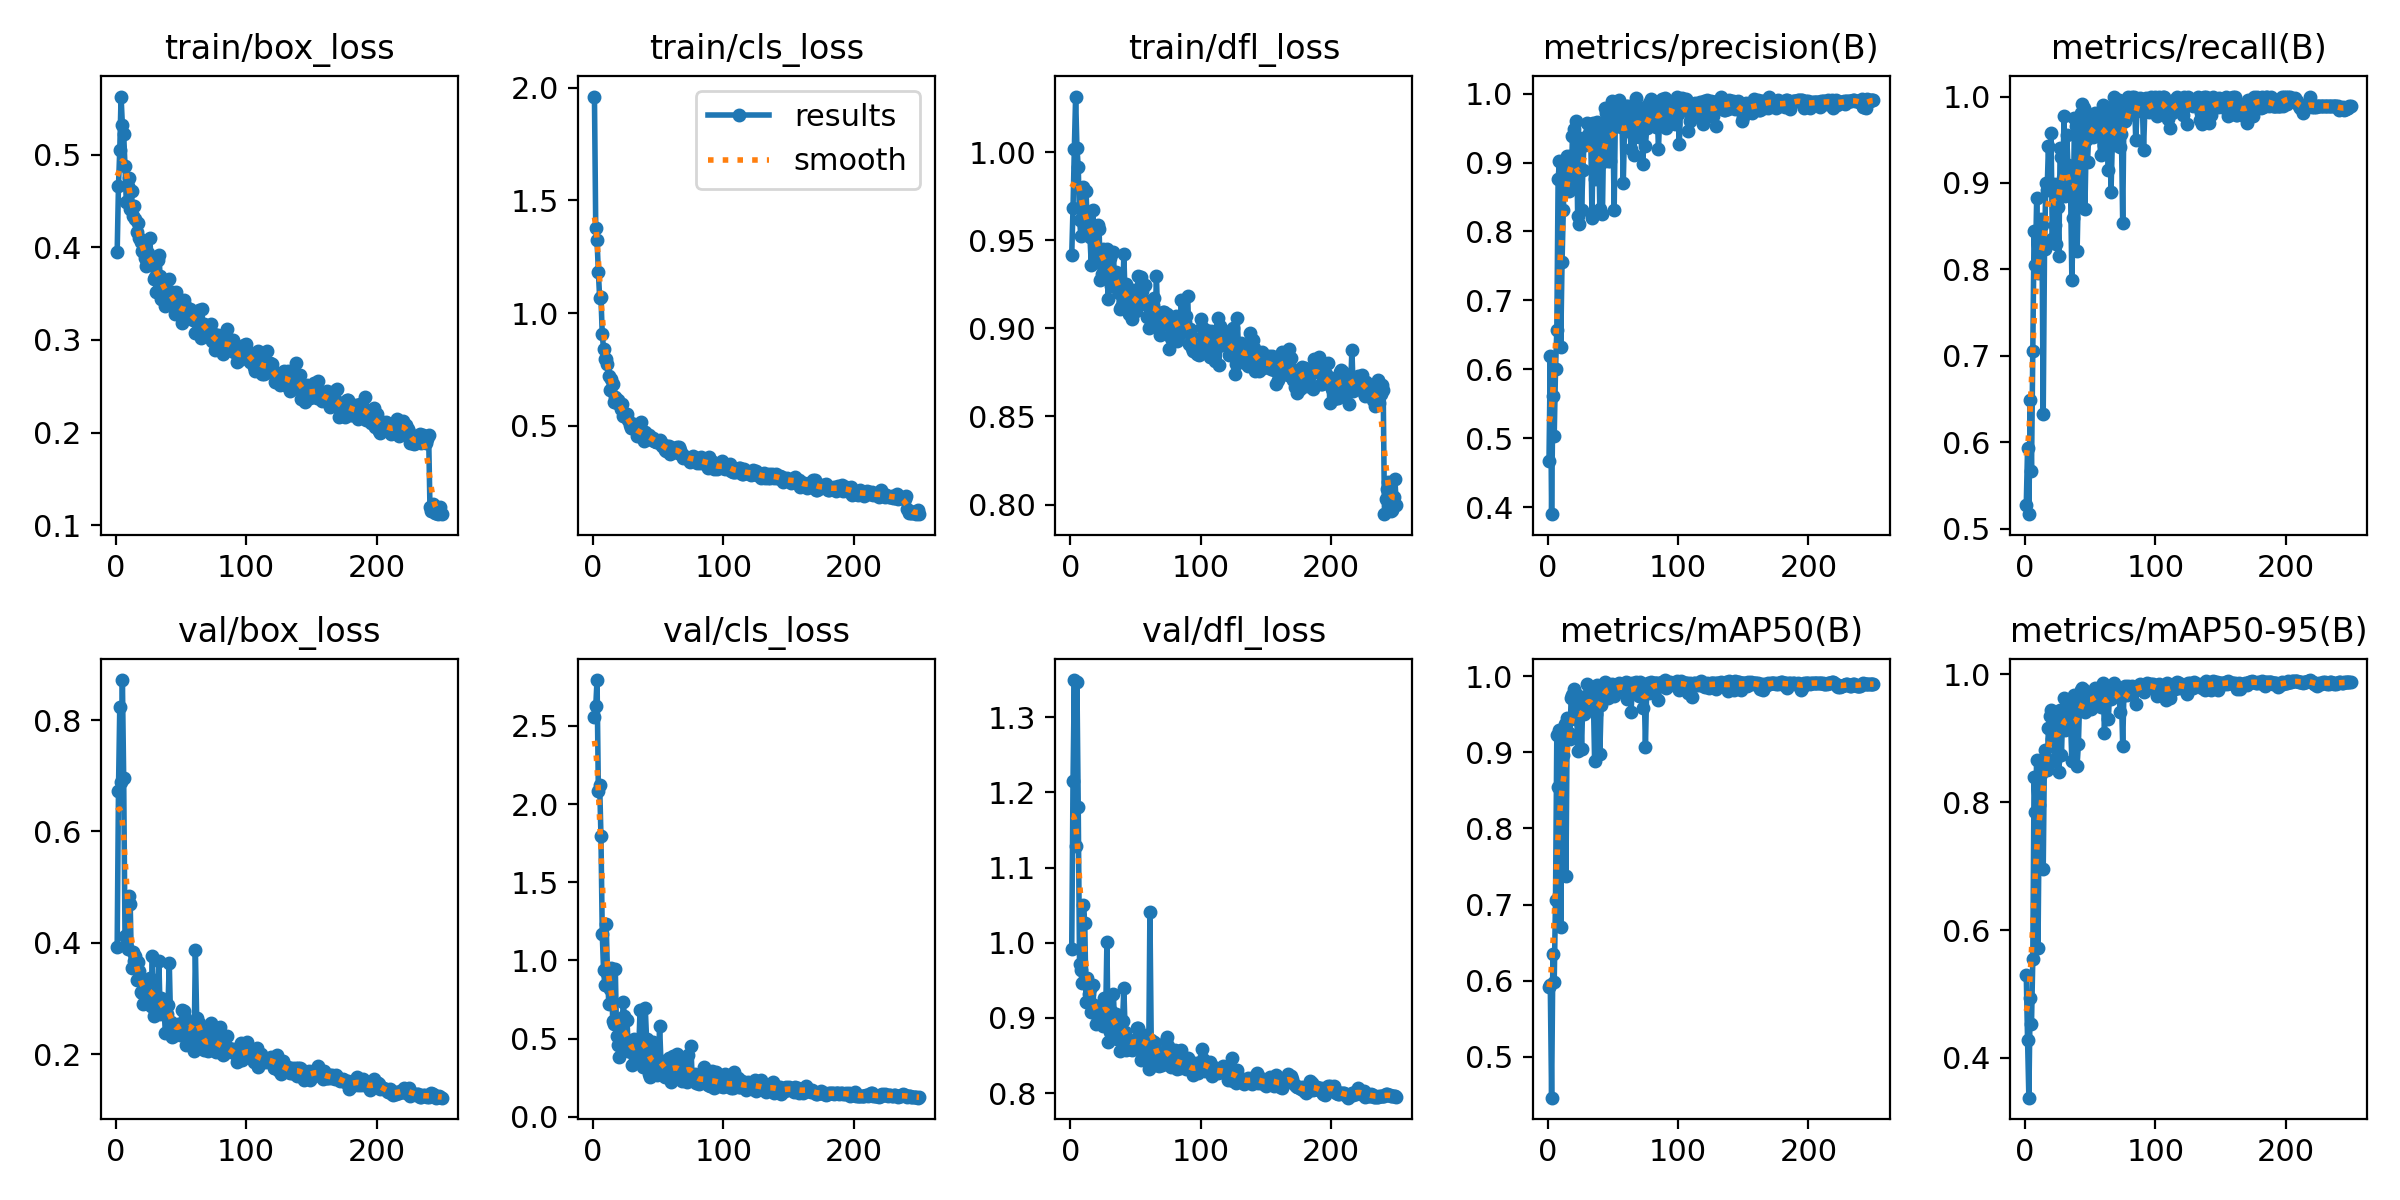 train/box_loss
0.5
0.4
0.3
0.2
0.1
0 100 200
train/cls_loss
results
smooth
2.0
1.5
1.0
0.5
0 100 200
train/dfl_loss
1.00
0.95
0.90
0.85
0.80
0 100 200
metrics/precision(B)
1.0
0.9
0.8
0.7
0.6
0.5
0.4
0 100 200
metrics/recall(B)
1.0
0.9
0.8
0.7
0.6
0.5
0 100 200
val/box_loss
0.8
0.6
0.4
0.2
0 100 200
val/cls_loss
2.5
2.0
1.5
1.0
0.5
0.0
0 100 200
val/dfl_loss
1.3
1.2
1.1
1.0
0.9
0.8
0 100 200
metrics/mAP50(B)
1.0
0.9
0.8
0.7
0.6
0.5
0 100 200
metrics/mAP50-95(B)
1.0
0.8
0.6
0.4
0 100 200